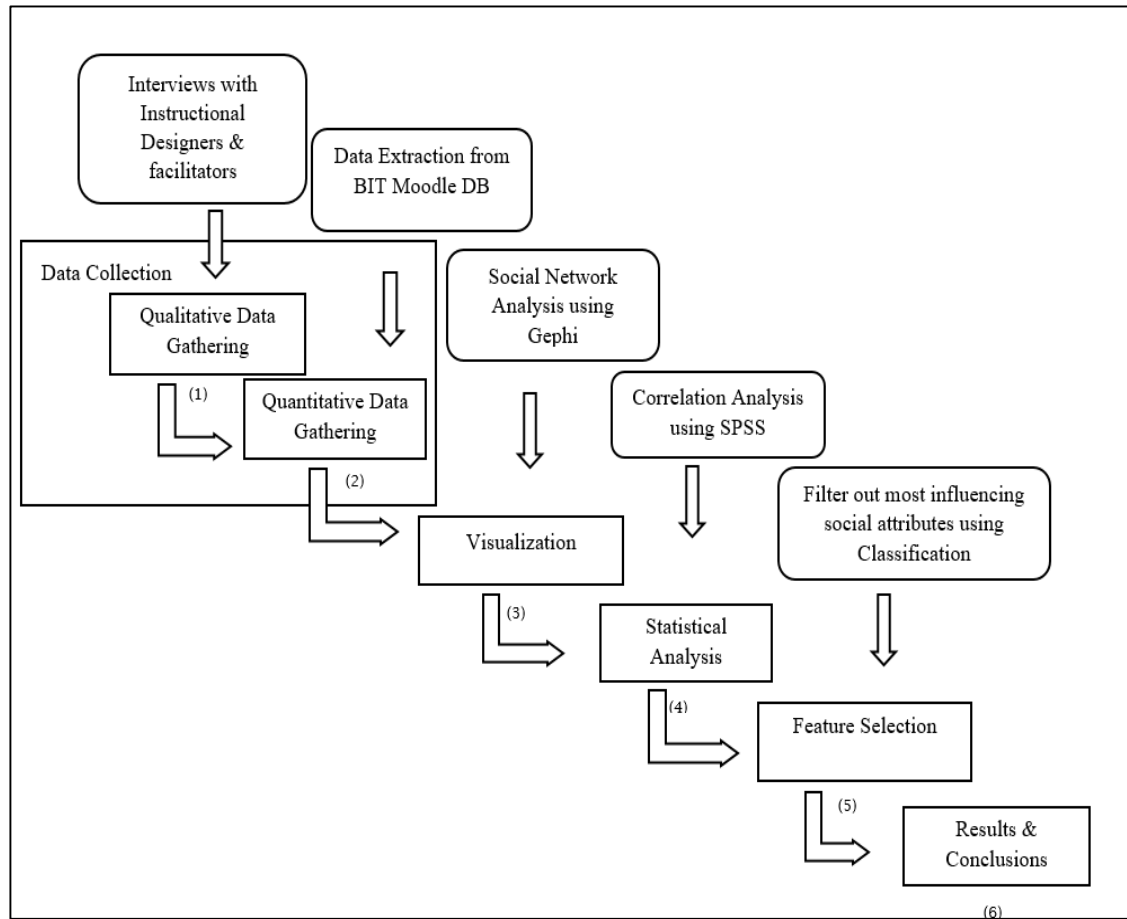 Interviews with
Instructional
Designers &
facilitators
Data Extraction from
BIT Moodle DB
Data Collection
Qualitative Data
Gathering
(1)
Quantitative Data
Gathering
(2)
Social Network
Analysis using
Gephi
Visualization
(3)
Correlation Analysis
using SPSS
Statistical
Analysis
(4)
Filter out most influencing
social attributes using
Classification
Feature Selection
(5)
Results &
Conclusions
(6)